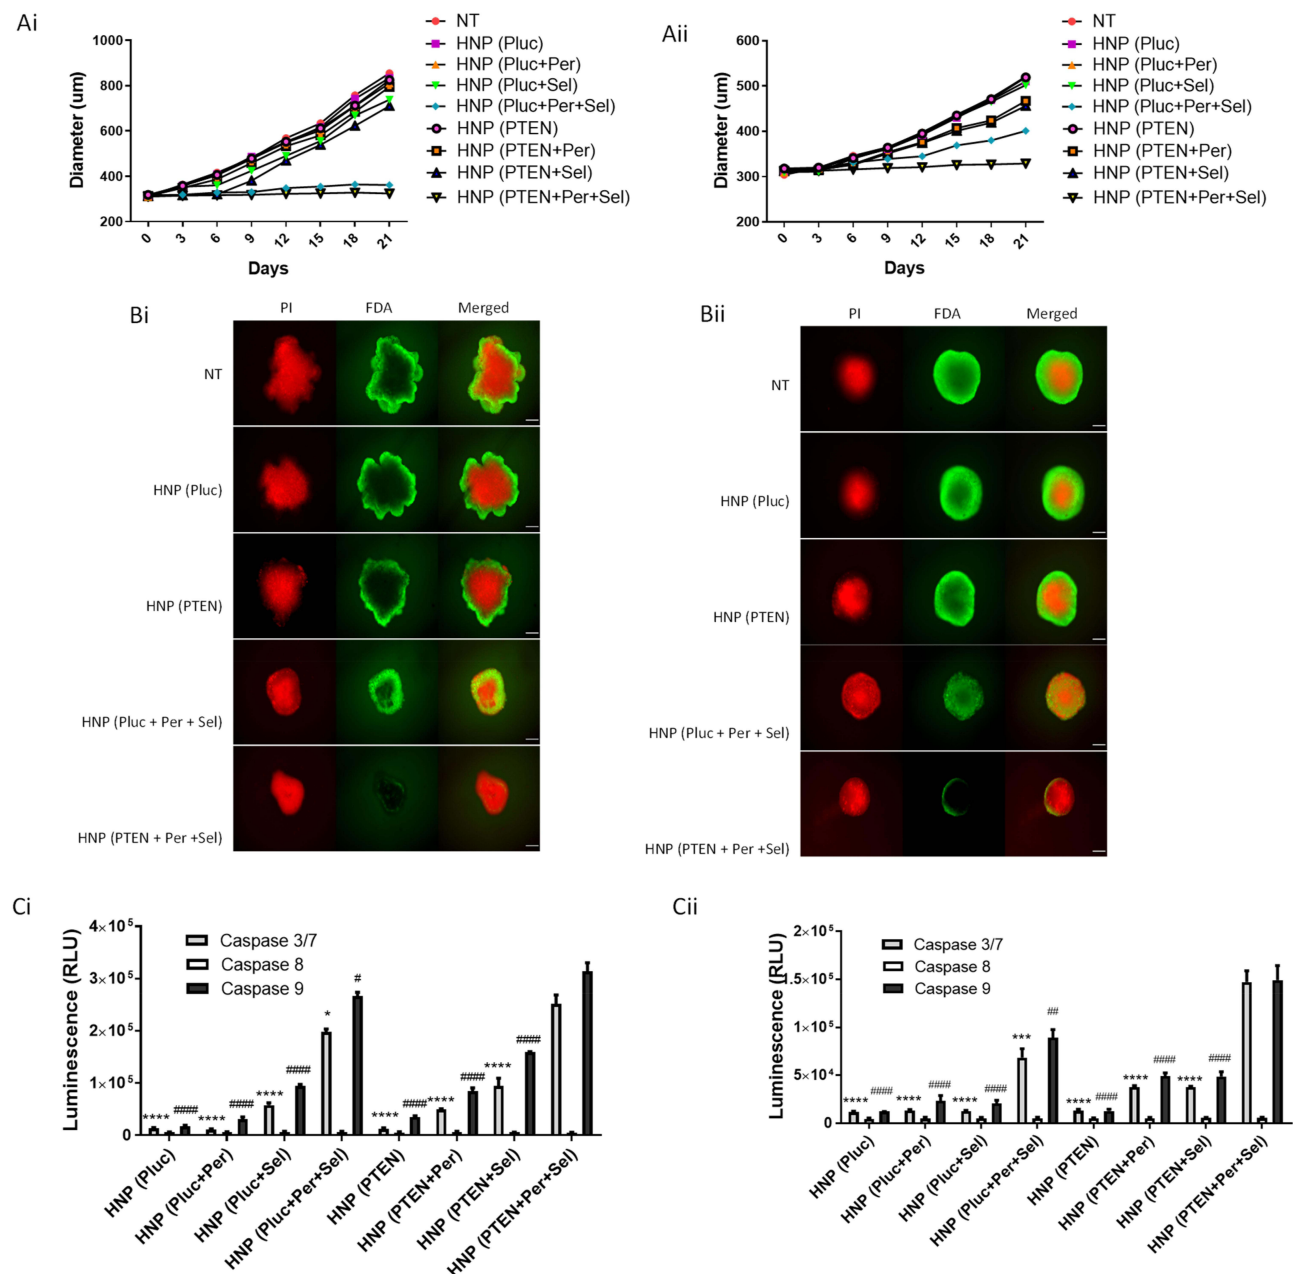 Ai
1000
800
600
400
200
Diameter (um)
0 3 6 9 12 15 18 21
Days
NT
HNP (Pluc)
HNP (Pluc+Per)
HNP (Pluc+Sel)
HNP (Pluc+Per+Sel)
HNP (PTEN)
HNP (PTEN+Per)
HNP (PTEN+Sel)
HNP (PTEN+Per+Sel)
Aii
600
500
400
300
200
Diameter (um)
0 3 6 9 12 15 18 21
Days
NT
HNP (Pluc)
HNP (Pluc+Per)
HNP (Pluc+Sel)
HNP (Pluc+Per+Sel)
HNP (PTEN)
HNP (PTEN+Per)
HNP (PTEN+Sel)
HNP (PTEN+Per+Sel)
Bi
PI FDA Merged
NT
HNP (Pluc)
HNP (PTEN)
HNP (Pluc + Per + Sel)
HNP (PTEN + Per +Sel)
Bii
PI FDA Merged
NT
HNP (Pluc)
HNP (PTEN)
HNP (Pluc + Per + Sel)
HNP (PTEN + Per +Sel)
Ci
4×10⁵
3×10⁵
2×10⁵
1×10⁵
0
Luminescence (RLU)
Caspase 3/7
Caspase 8
Caspase 9
**** #### **** #### **** #### * # **** #### **** #### **** ####
HNP (Pluc)
HNP (Pluc+Per)
HNP (Pluc+Sel)
HNP (Pluc+Per+Sel)
HNP (PTEN)
HNP (PTEN+Per)
HNP (PTEN+Sel)
HNP (PTEN+Per+Sel)
Cii
2×10⁵
1.5×10⁵
1×10⁵
5×10⁴
0
Luminescence (RLU)
Caspase 3/7
Caspase 8
Caspase 9
**** #### **** #### **** #### *** ## **** #### **** #### **** ####
HNP (Pluc)
HNP (Pluc+Per)
HNP (Pluc+Sel)
HNP (Pluc+Per+Sel)
HNP (PTEN)
HNP (PTEN+Per)
HNP (PTEN+Sel)
HNP (PTEN+Per+Sel)